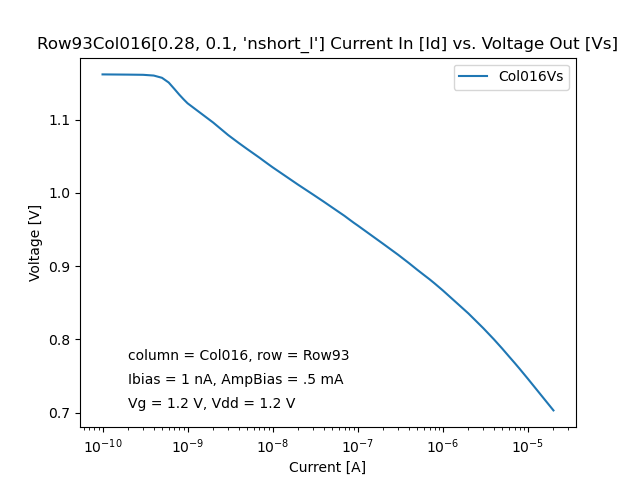 Row93Col016[0.28, 0.1, 'nshort_l'] Current In [Id] vs. Voltage Out [Vs]
Col016Vs
1.1
1.0
0.9
0.8
0.7
Voltage [V]
column = Col016, row = Row93
Ibias = 1 nA, AmpBias = .5 mA
Vg = 1.2 V, Vdd = 1.2 V
10⁻¹⁰ 10⁻⁹ 10⁻⁸ 10⁻⁷ 10⁻⁶ 10⁻⁵
Current [A]